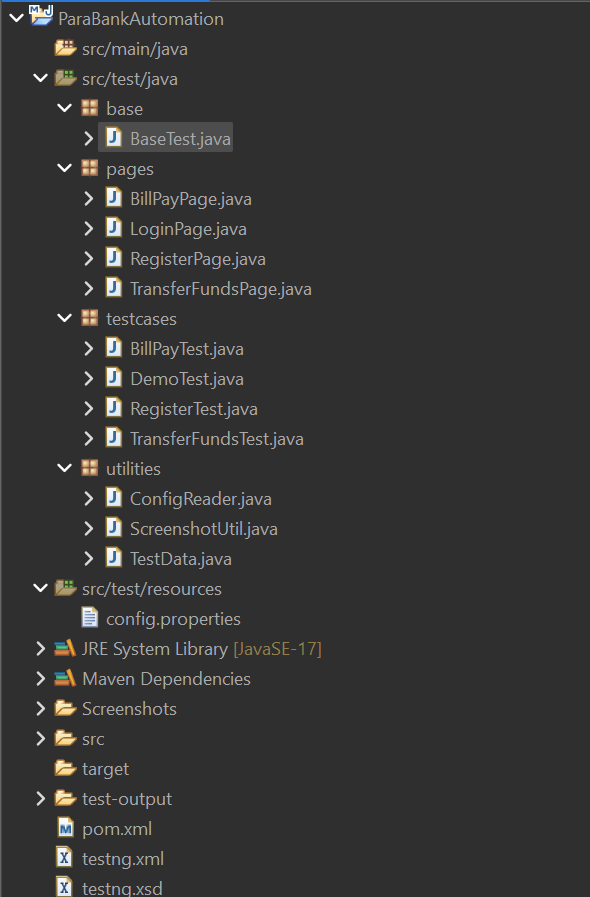 ParaBankAutomation
src/main/java
src/test/java
base
BaseTest.java
pages
BillPayPage.java
LoginPage.java
RegisterPage.java
TransferFundsPage.java
testcases
BillPayTest.java
DemoTest.java
RegisterTest.java
TransferFundsTest.java
utilities
ConfigReader.java
ScreenshotUtil.java
TestData.java
src/test/resources
config.properties
JRE System Library [JavaSE-17]
Maven Dependencies
Screenshots
src
target
test-output
pom.xml
testng.xml
testng.xsd